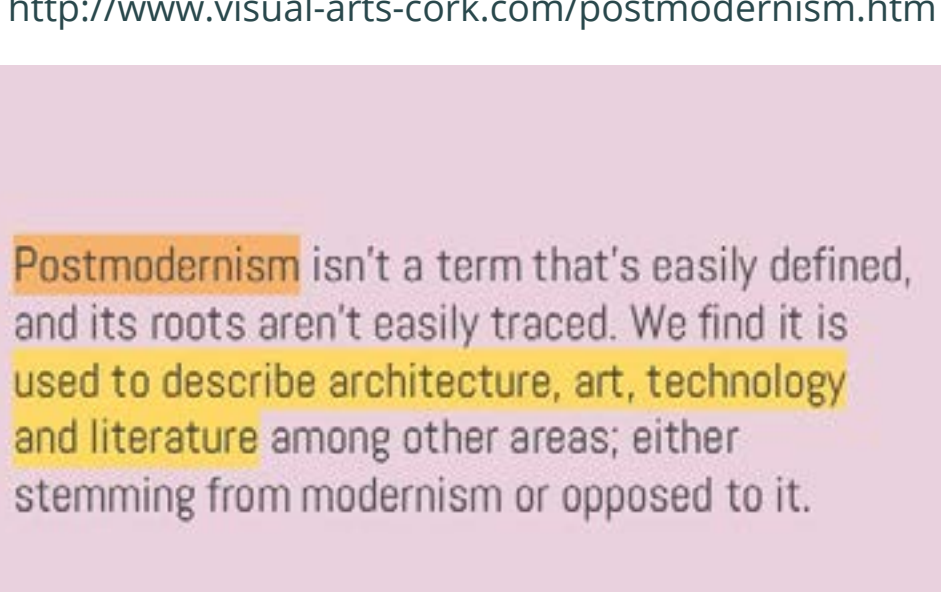 http://www.visual-arts-cork.com/postmodernism.htm
Postmodernism isn't a term that's easily defined,
and its roots aren't easily traced. We find it is
used to describe architecture, art, technology
and literature among other areas; either
stemming from modernism or opposed to it.